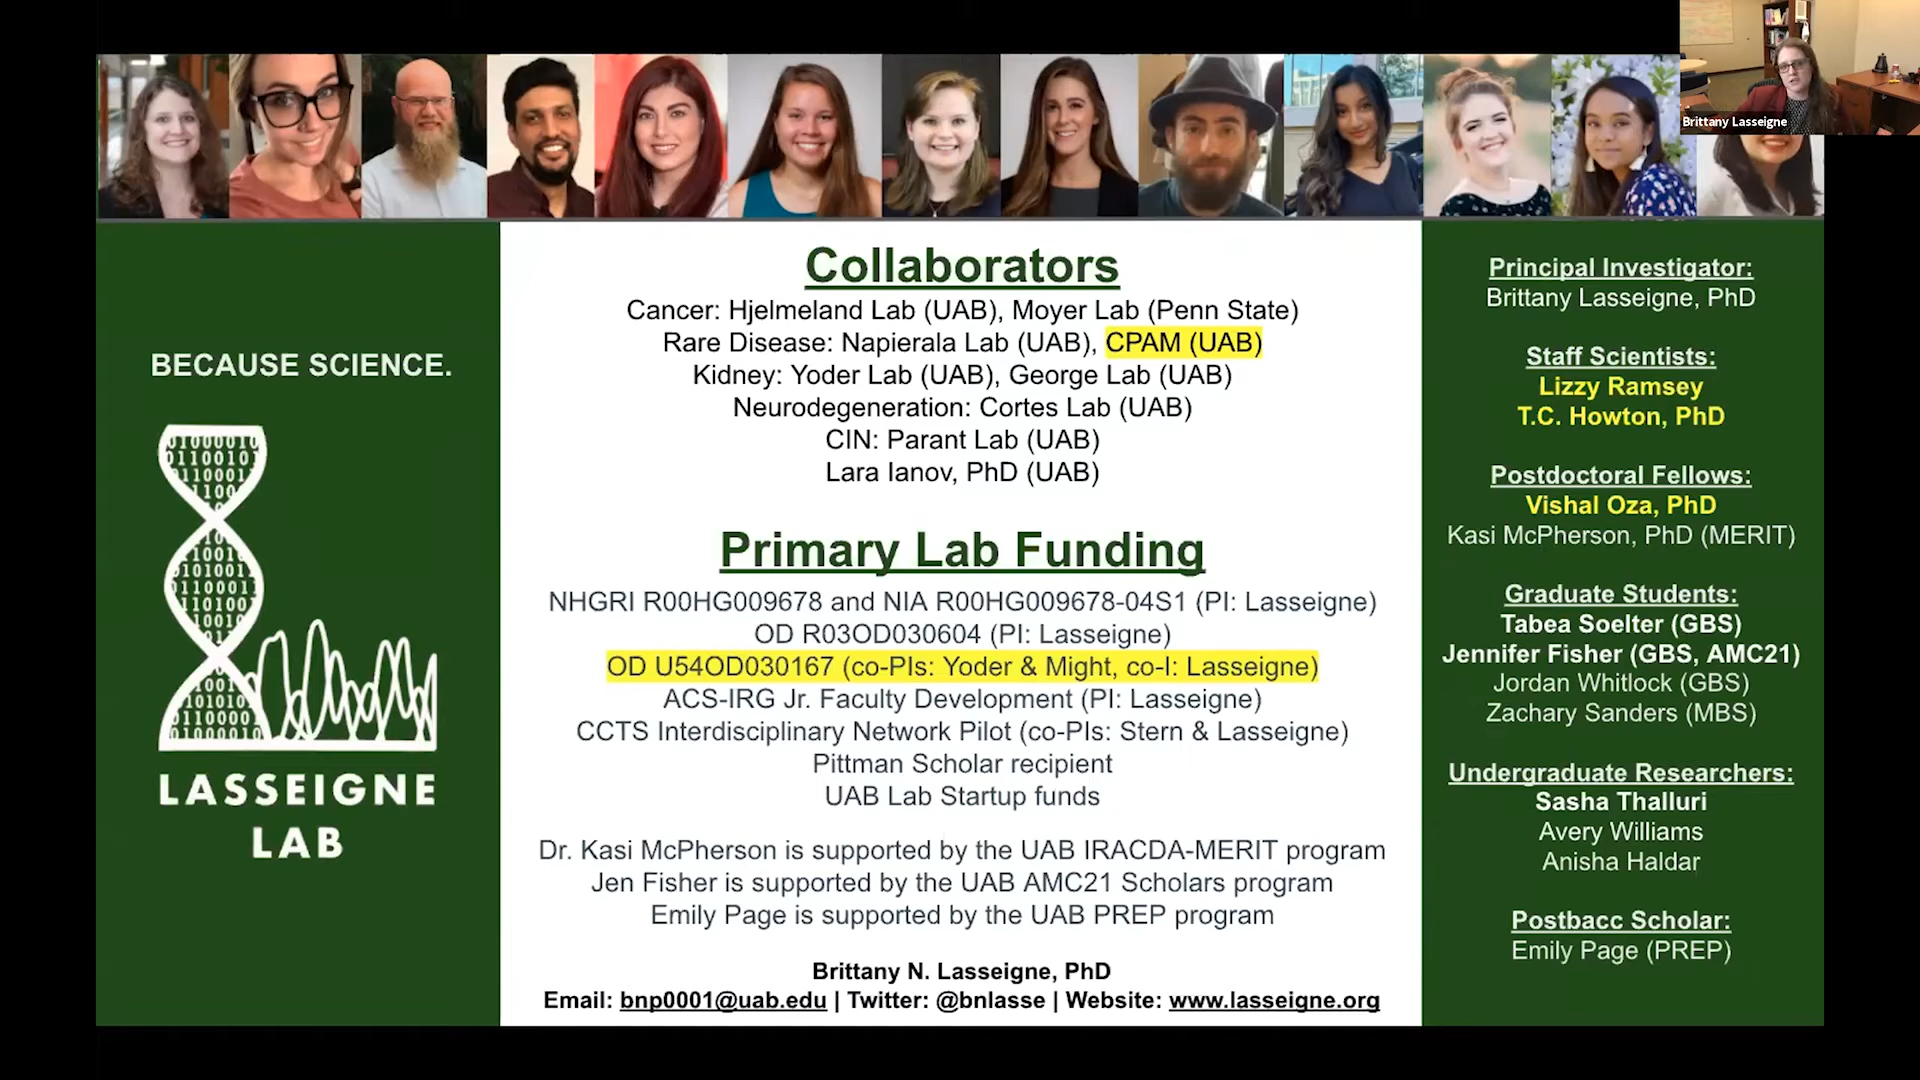 Brittany Lasseigne
BECAUSE SCIENCE.
LASSEIGNE
LAB
Collaborators
Cancer: Hjelmeland Lab (UAB), Moyer Lab (Penn State)
Rare Disease: Napierala Lab (UAB), CPAM (UAB)
Kidney: Yoder Lab (UAB), George Lab (UAB)
Neurodegeneration: Cortes Lab (UAB)
CIN: Parant Lab (UAB)
Lara Ianov, PhD (UAB)
Primary Lab Funding
NHGRI R00HG009678 and NIA R00HG009678-04S1 (PI: Lasseigne)
OD R03OD030604 (PI: Lasseigne)
OD U54OD030167 (co-PIs: Yoder & Might, co-I: Lasseigne)
ACS-IRG Jr. Faculty Development (PI: Lasseigne)
CCTS Interdisciplinary Network Pilot (co-PIs: Stern & Lasseigne)
Pittman Scholar recipient
UAB Lab Startup funds
Dr. Kasi McPherson is supported by the UAB IRACDA-MERIT program
Jen Fisher is supported by the UAB AMC21 Scholars program
Emily Page is supported by the UAB PREP program
Brittany N. Lasseigne, PhD
Email: bnp0001@uab.edu | Twitter: @bnlasse | Website: www.lasseigne.org
Principal Investigator:
Brittany Lasseigne, PhD
Staff Scientists:
Lizzy Ramsey
T.C. Howton, PhD
Postdoctoral Fellows:
Vishal Oza, PhD
Kasi McPherson, PhD (MERIT)
Graduate Students:
Tabea Soelter (GBS)
Jennifer Fisher (GBS, AMC21)
Jordan Whitlock (GBS)
Zachary Sanders (MBS)
Undergraduate Researchers:
Sasha Thalluri
Avery Williams
Anisha Haldar
Postbacc Scholar:
Emily Page (PREP)